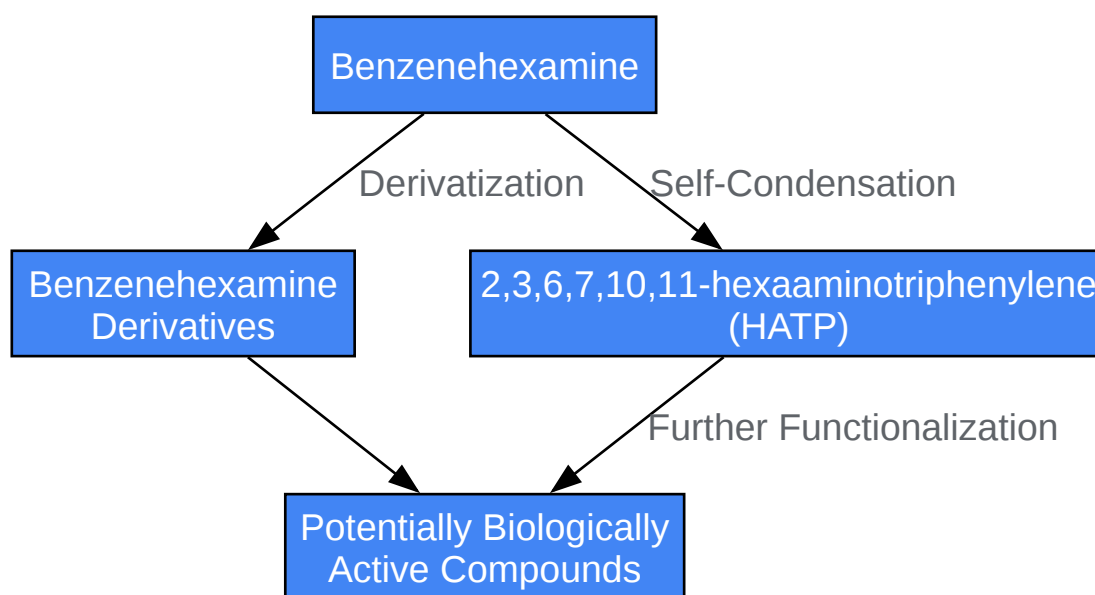 Benzenehexamine
Derivatization
Self-Condensation
Benzenehexamine
Derivatives
2,3,6,7,10,11-hexaaminotriphenylene
(HATP)
Further Functionalization
Potentially Biologically
Active Compounds